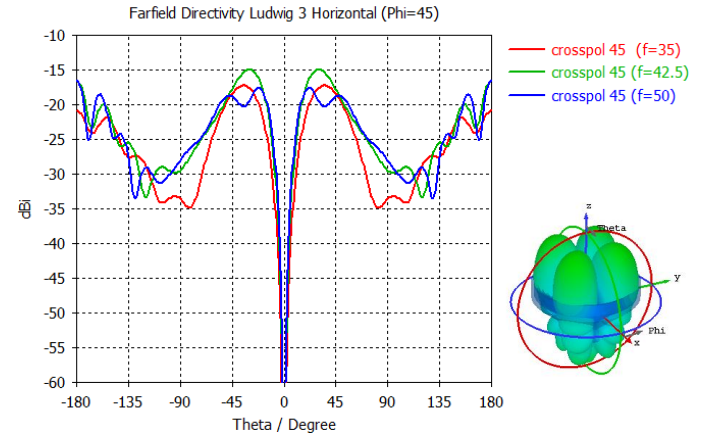 Farfield Directivity Ludwig 3 Horizontal (Phi=45)
-10
-15
-20
-25
-30
-35
-40
-45
-50
-55
-60
dBi
-180 -135 -90 -45 0 45 90 135 180
Theta / Degree
crosspol 45 (f=35)
crosspol 45 (f=42.5)
crosspol 45 (f=50)
z
Theta
y
Phi
x